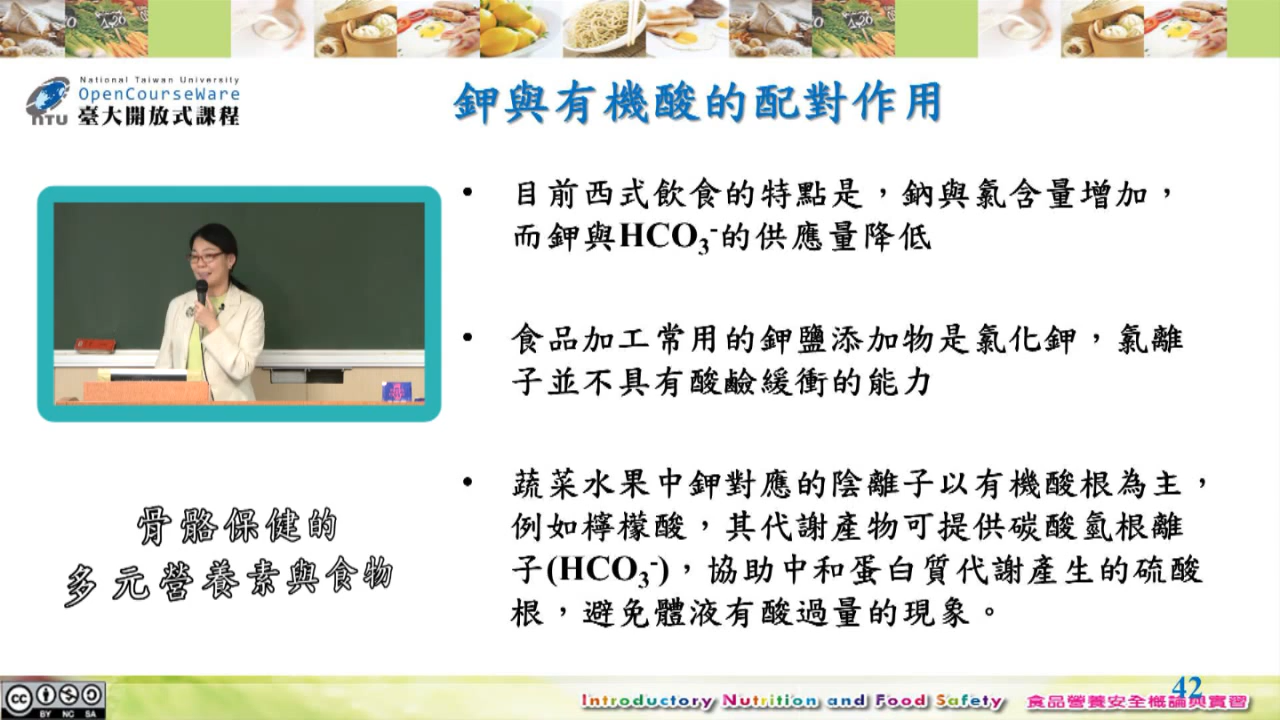 National Taiwan University
OpenCourseWare
NTU 臺大開放式課程
鉀與有機酸的配對作用
• 目前西式飲食的特點是，鈉與氯含量增加，
而鉀與HCO₃⁻的供應量降低
• 食品加工常用的鉀鹽添加物是氯化鉀，氯離
子並不具有酸鹼緩衝的能力
• 蔬菜水果中鉀對應的陰離子以有機酸根為主，
例如檸檬酸，其代謝產物可提供碳酸氫根離
子(HCO₃⁻)，協助中和蛋白質代謝產生的硫酸
根，避免體液有酸過量的現象。
骨骼保健的
多元營養素與食物
cc BY NC SA
Introductory Nutrition and Food Safety 食品營養安全概論與實習
42